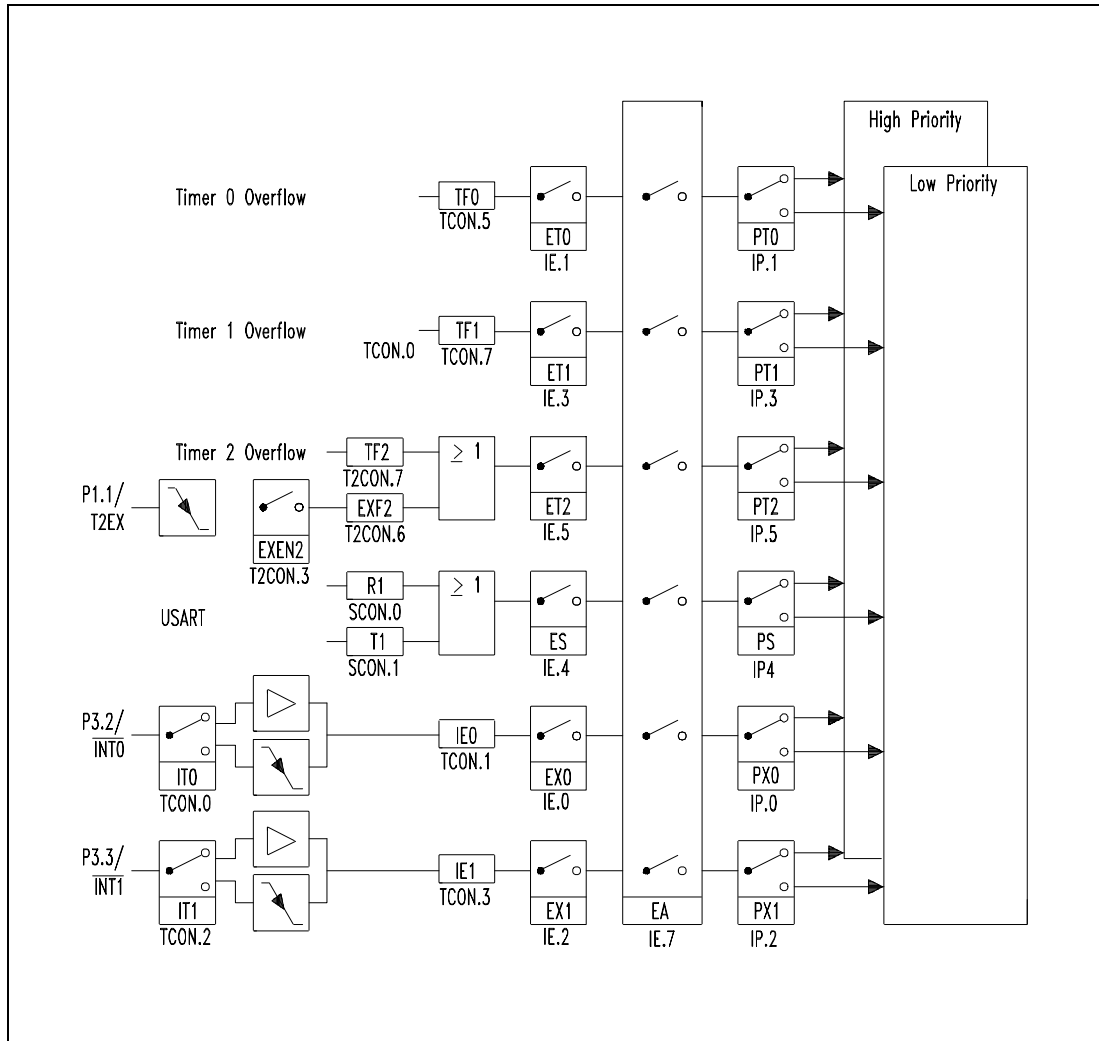 High Priority
Low Priority
Timer 0 Overflow
TF0
TCON.5
ET0
IE.1
PT0
IP.1
Timer 1 Overflow
TCON.0
TF1
TCON.7
ET1
IE.3
PT1
IP.3
Timer 2 Overflow
TF2
T2CON.7
≥ 1
P1.1/
T2EX
EXEN2
T2CON.3
EXF2
T2CON.6
ET2
IE.5
PT2
IP.5
USART
R1
SCON.0
T1
SCON.1
≥ 1
ES
IE.4
PS
IP4
P3.2/
INT0
IT0
TCON.0
IE0
TCON.1
EX0
IE.0
PX0
IP.0
P3.3/
INT1
IT1
TCON.2
IE1
TCON.3
EX1
IE.2
EA
IE.7
PX1
IP.2